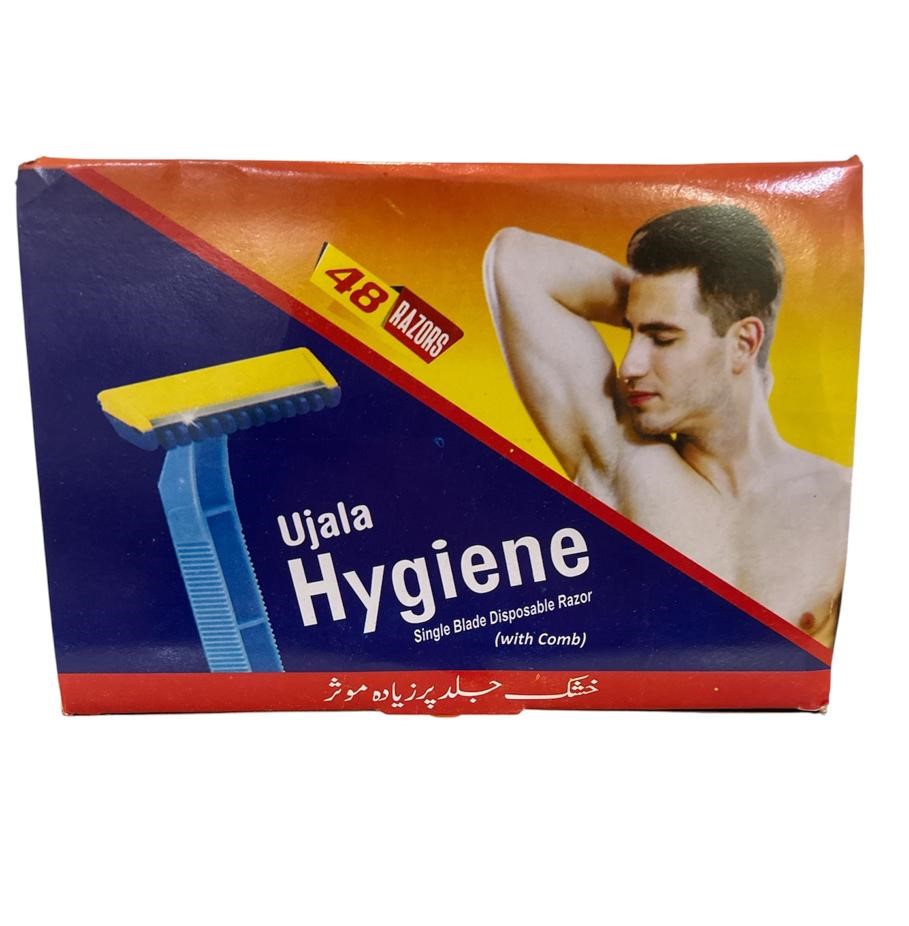 48 RAZORS
Ujala
Hygiene
Single Blade Disposable Razor
(with Comb)
خشک جلد پر زیادہ موثر